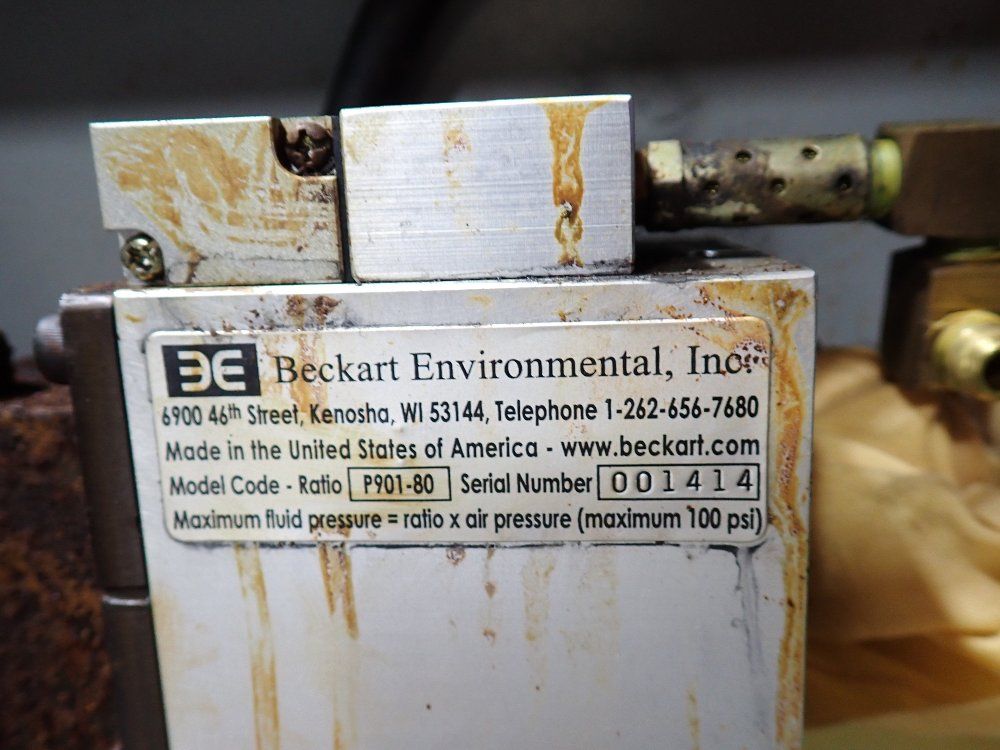 BE Beckart Environmental, Inc.
6900 46th Street, Kenosha, WI 53144, Telephone 1-262-656-7680
Made in the United States of America - www.beckart.com
Model Code - Ratio P901-80 Serial Number 001414
Maximum fluid pressure = ratio x air pressure (maximum 100 psi)